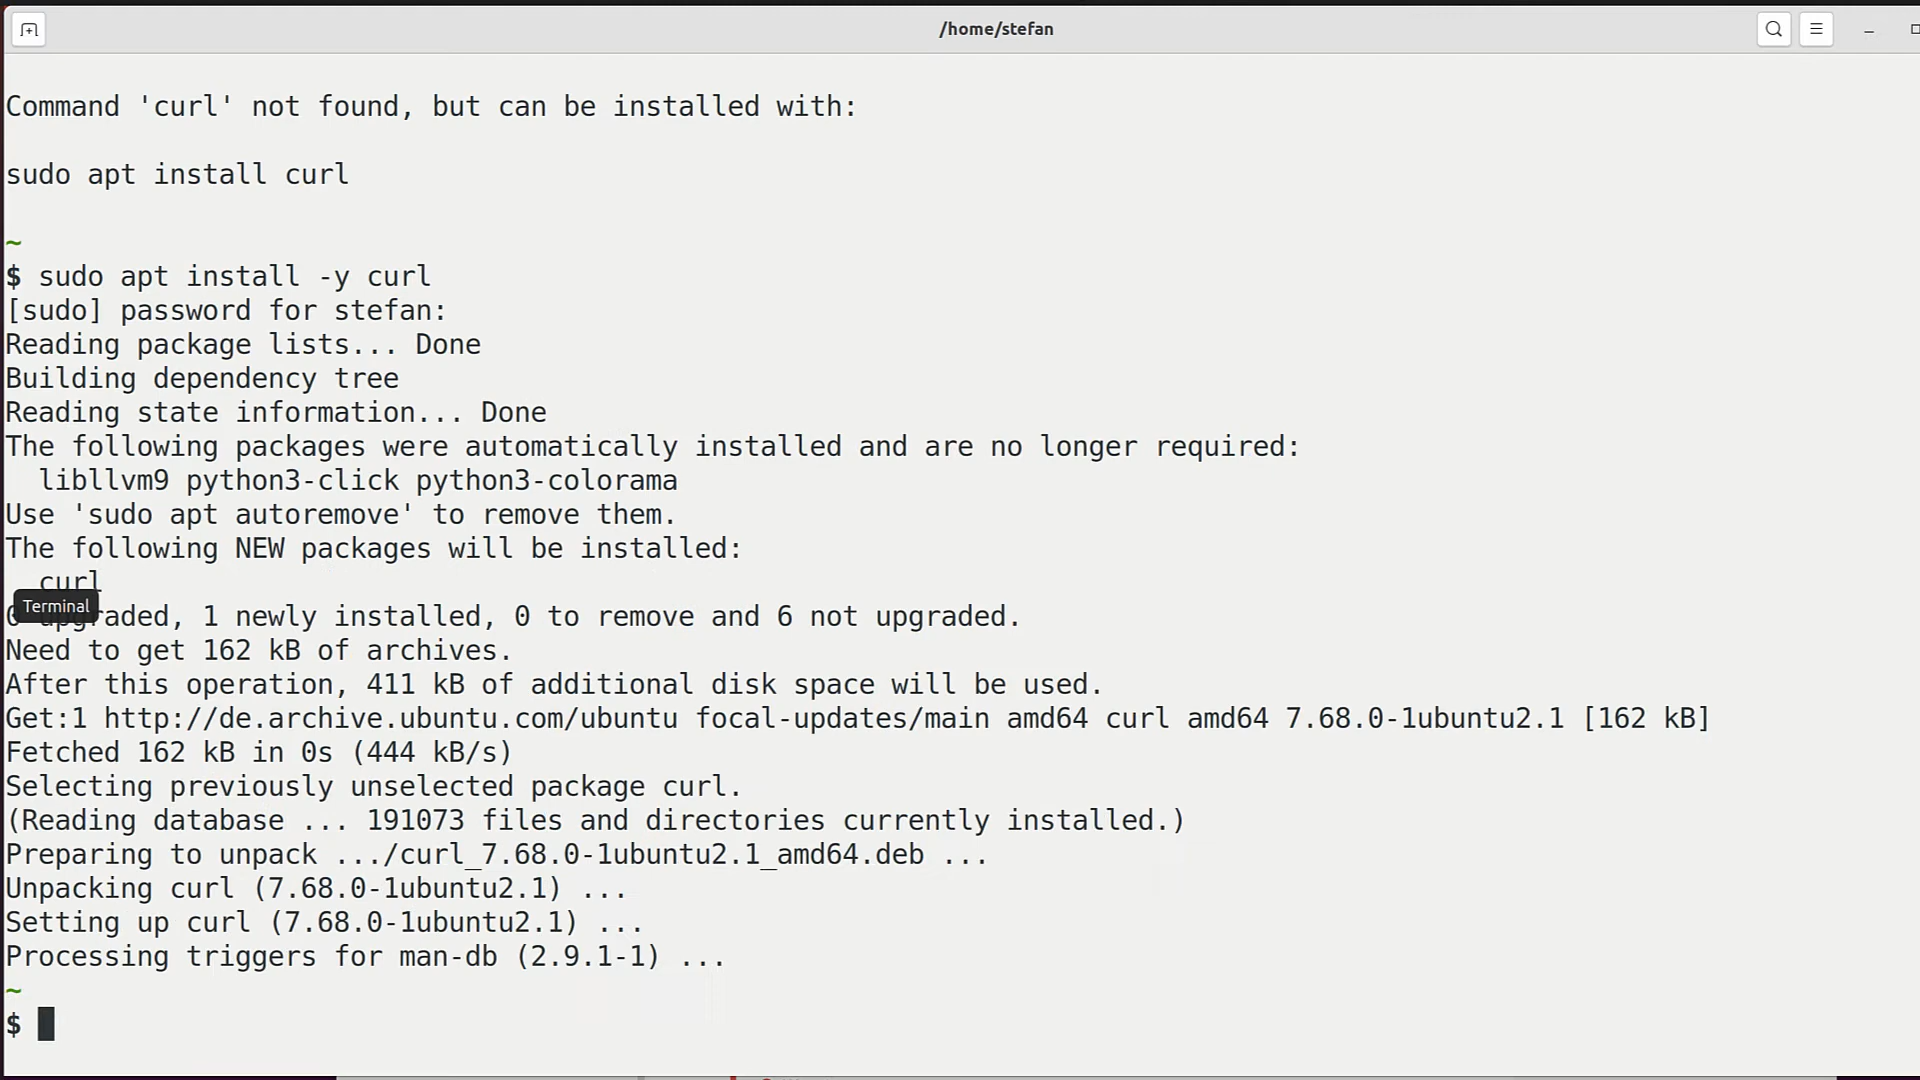 /home/stefan
Command 'curl' not found, but can be installed with:
sudo apt install curl
~
$ sudo apt install -y curl
[sudo] password for stefan:
Reading package lists... Done
Building dependency tree
Reading state information... Done
The following packages were automatically installed and are no longer required:
  libllvm9 python3-click python3-colorama
Use 'sudo apt autoremove' to remove them.
The following NEW packages will be installed:
  curl
Terminal
0 upgraded, 1 newly installed, 0 to remove and 6 not upgraded.
Need to get 162 kB of archives.
After this operation, 411 kB of additional disk space will be used.
Get:1 http://de.archive.ubuntu.com/ubuntu focal-updates/main amd64 curl amd64 7.68.0-1ubuntu2.1 [162 kB]
Fetched 162 kB in 0s (444 kB/s)
Selecting previously unselected package curl.
(Reading database ... 191073 files and directories currently installed.)
Preparing to unpack .../curl_7.68.0-1ubuntu2.1_amd64.deb ...
Unpacking curl (7.68.0-1ubuntu2.1) ...
Setting up curl (7.68.0-1ubuntu2.1) ...
Processing triggers for man-db (2.9.1-1) ...
~
$